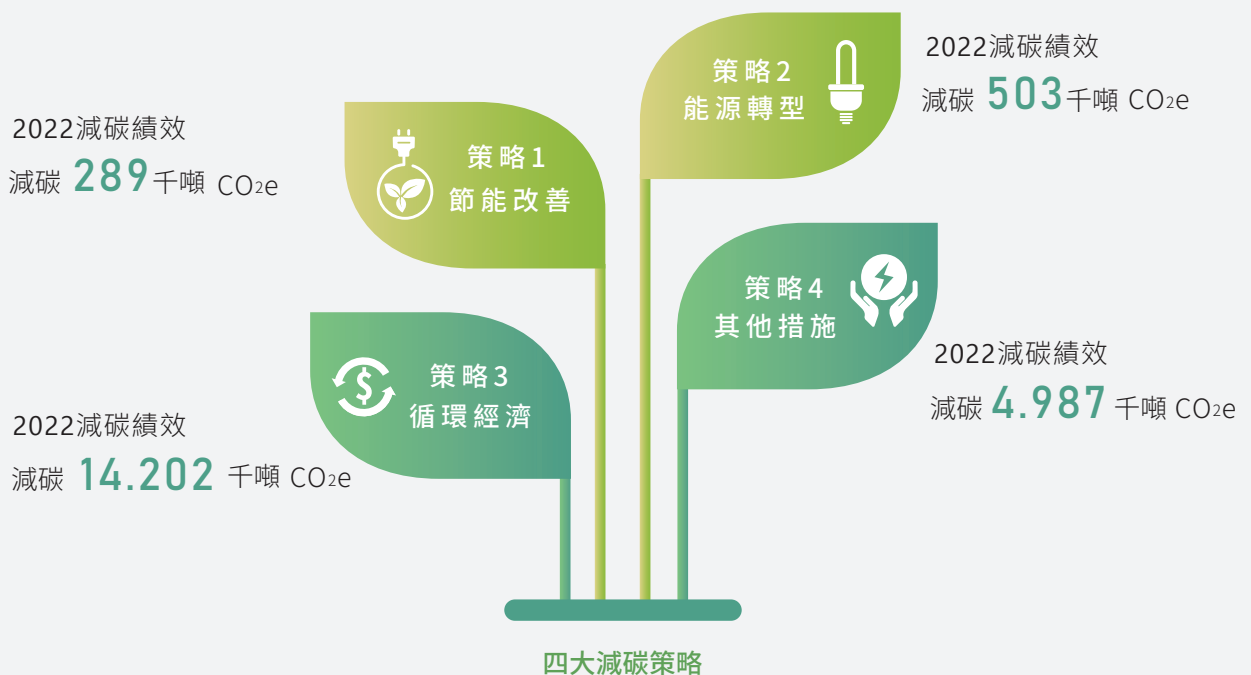 2022減碳績效
減碳 289千噸 CO2e
策略1
節能改善
策略2
能源轉型
2022減碳績效
減碳 503千噸 CO2e
策略3
循環經濟
2022減碳績效
減碳 14.202 千噸 CO2e
策略4
其他措施
2022減碳績效
減碳 4.987 千噸 CO2e
四大減碳策略